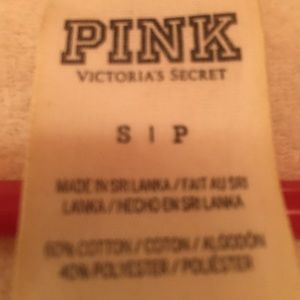 PINK
VICTORIA'S SECRET
S | P
MADE IN SRI LANKA / FAIT AU SRI
LANKA / HECHO EN SRI LANKA
60% COTTON / COTON / ALGODÓN
40% POLYESTER / POLIÉSTER